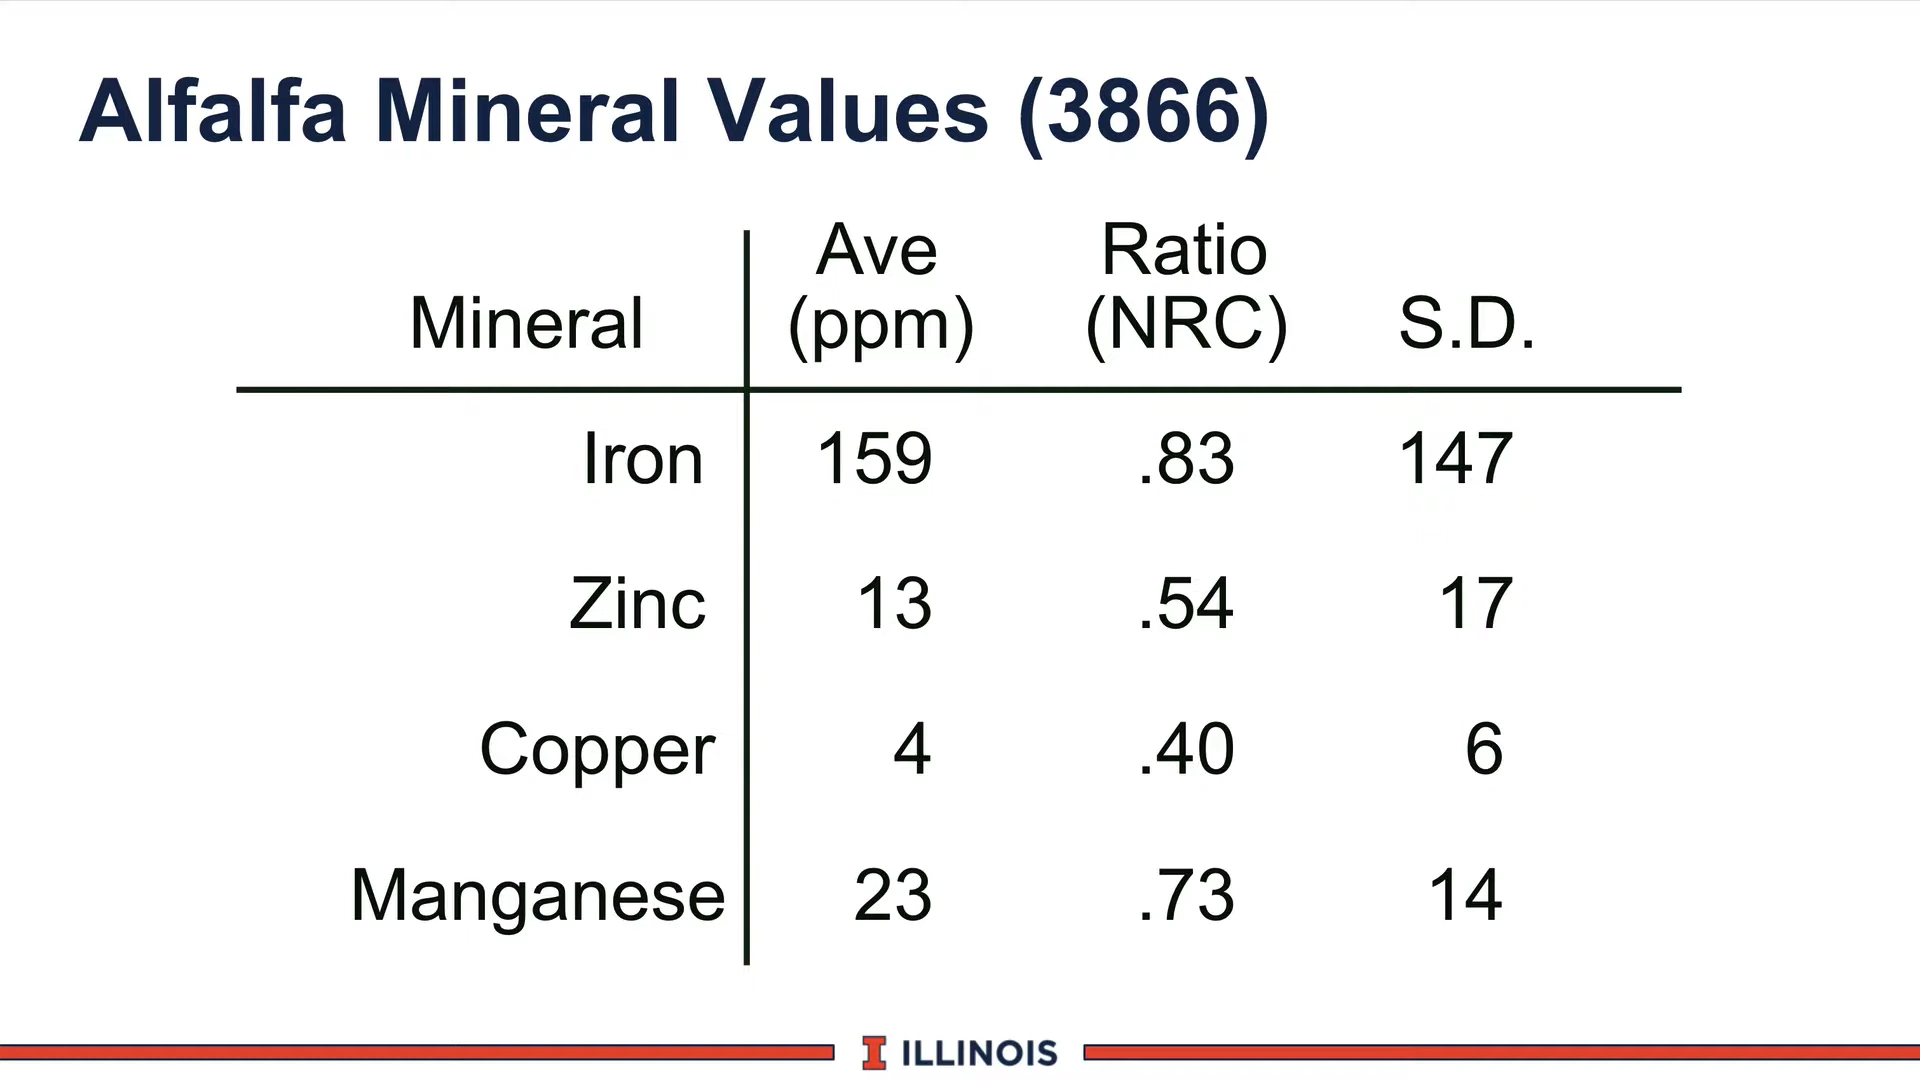 Alfalfa Mineral Values (3866)
Mineral Ave (ppm) Ratio (NRC) S.D.
Iron 159 .83 147
Zinc 13 .54 17
Copper 4 .40 6
Manganese 23 .73 14
I ILLINOIS